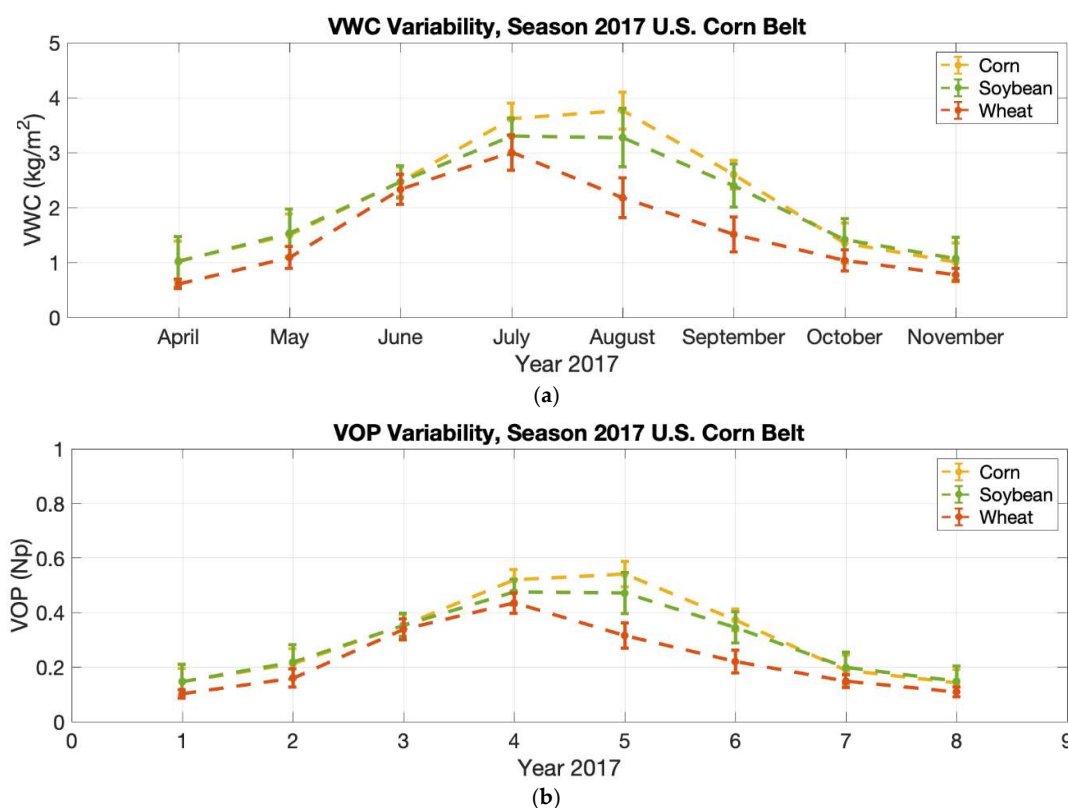 VWC Variability, Season 2017 U.S. Corn Belt
5
4
3
2
1
0
VWC (kg/m²)
Corn
Soybean
Wheat
April May June July August September October November
Year 2017
(a)
VOP Variability, Season 2017 U.S. Corn Belt
1
0.8
0.6
0.4
0.2
0
VOP (Np)
Corn
Soybean
Wheat
0 1 2 3 4 5 6 7 8 9
Year 2017
(b)